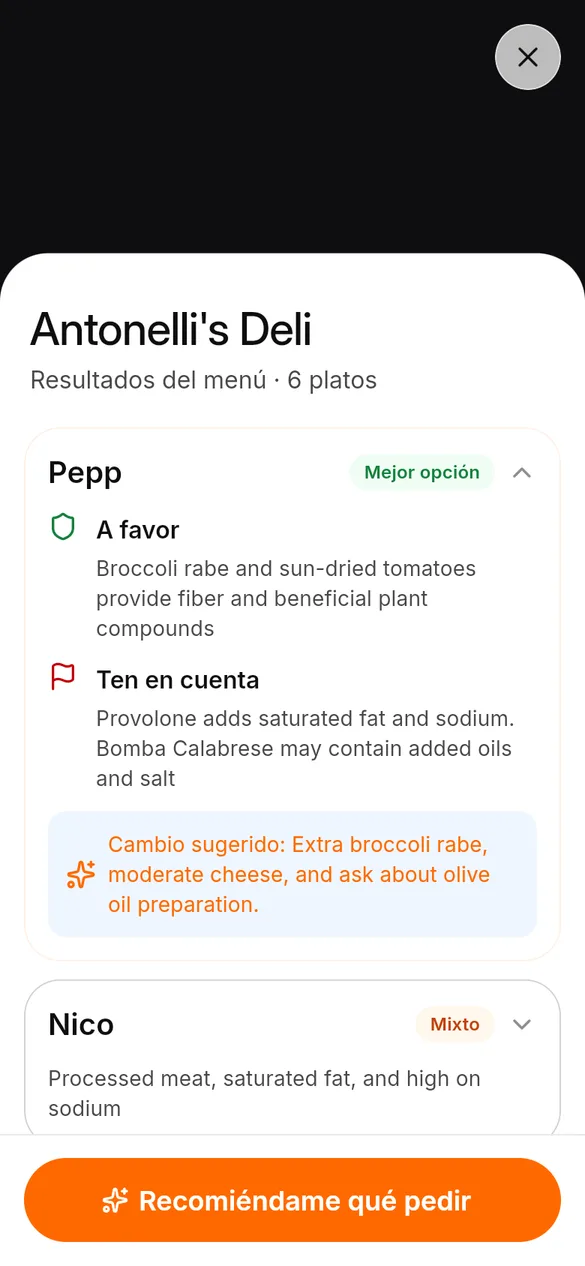 Antonelli's Deli
Resultados del menú · 6 platos
Pepp
Mejor opción
A favor
Broccoli rabe and sun-dried tomatoes
provide fiber and beneficial plant
compounds
Ten en cuenta
Provolone adds saturated fat and sodium.
Bomba Calabrese may contain added oils
and salt
Cambio sugerido: Extra broccoli rabe,
moderate cheese, and ask about olive
oil preparation.
Nico
Mixto
Processed meat, saturated fat, and high on
sodium
Recomiéndame qué pedir